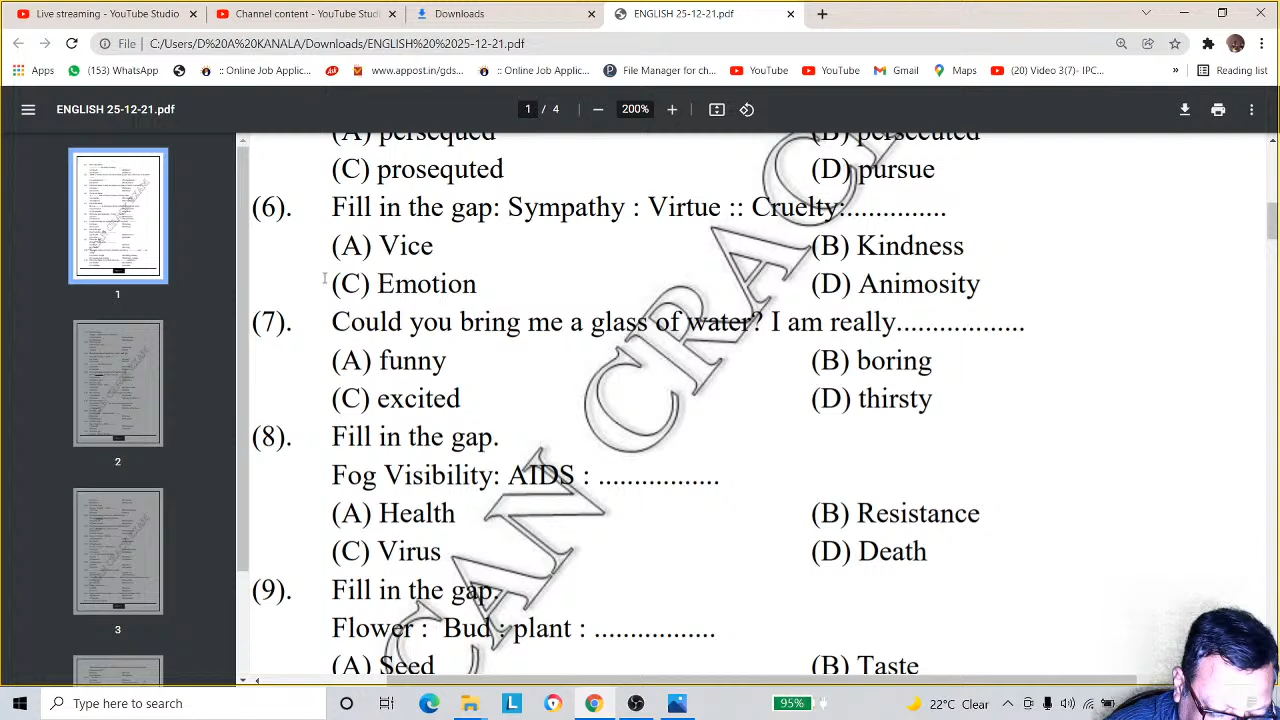 Live streaming - YouTube Studio
Channel content - YouTube Studi
Downloads
ENGLISH 25-12-21.pdf
File | C:/Users/D%20A%20KANALA/Downloads/ENGLISH%20%2025-12-21.pdf
Apps
(153) WhatsApp
:: Online Job Applic...
www.appost.in/gds...
:: Online Job Applic...
File Manager for ch...
YouTube
YouTube
Gmail
Maps
(20) Video 3(7)- IPC...
»
Reading list
ENGLISH 25-12-21.pdf
1 / 4
200%
(A) persequed (B) persecuted
(C) prosequted (D) pursue
(6). Fill in the gap: Sympathy : Virtue :: Cruelty:..............
(A) Vice (B) Kindness
(C) Emotion (D) Animosity
(7). Could you bring me a glass of water? I am really..................
(A) funny (B) boring
(C) excited (D) thirsty
(8). Fill in the gap.
Fog Visibility: AIDS : .................
(A) Health (B) Resistance
(C) Virus (D) Death
(9). Fill in the gap.
Flower : Bud : plant : .................
(A) Seed (B) Taste
CAN CRAC
1
2
3
Type here to search
95%
22°C Clear